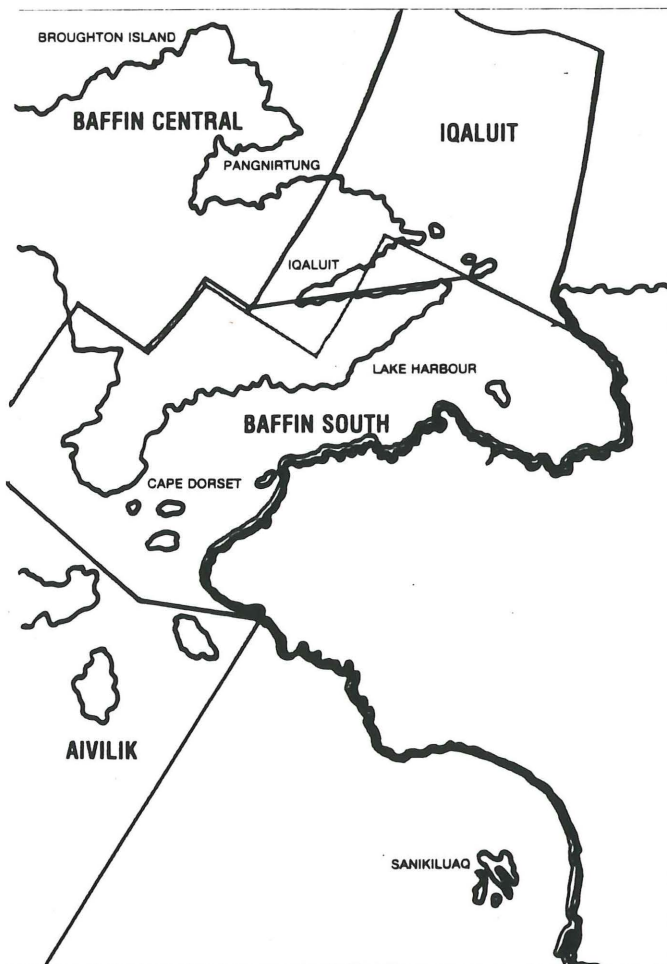 BROUGHTON ISLAND
BAFFIN CENTRAL
IQALUIT
PANGNIRTUNG
IQALUIT
LAKE HARBOUR
BAFFIN SOUTH
CAPE DORSET
AIVILIK
SANIKILUAQ